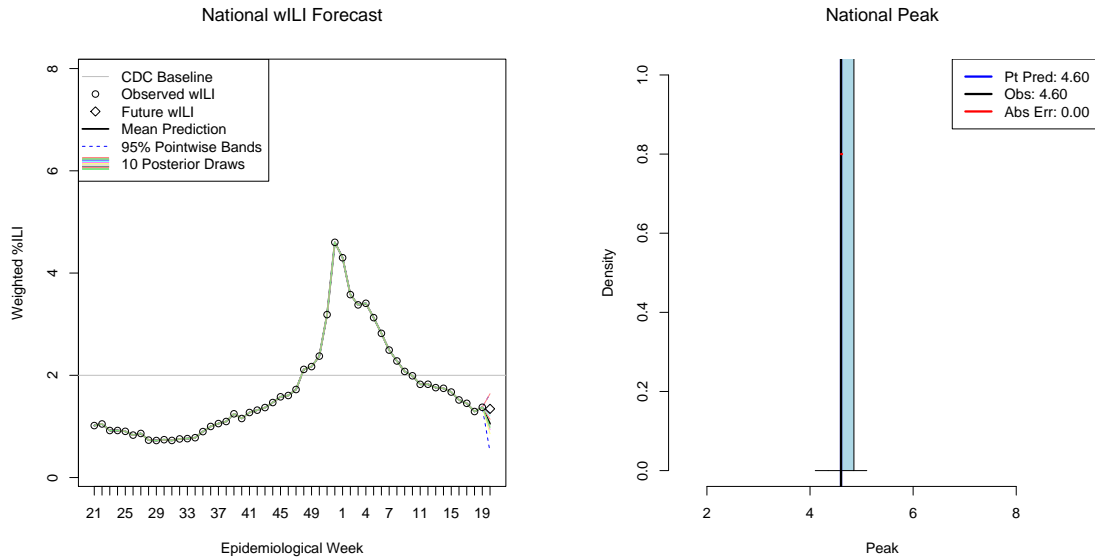 National wILI Forecast
CDC Baseline
Observed wILI
Future wILI
Mean Prediction
95% Pointwise Bands
10 Posterior Draws
8
6
4
2
0
Weighted %ILI
21 25 29 33 37 41 45 49 1 4 7 11 15 19
Epidemiological Week
National Peak
Pt Pred: 4.60
Obs: 4.60
Abs Err: 0.00
1.0
0.8
0.6
0.4
0.2
0.0
Density
2 4 6 8
Peak